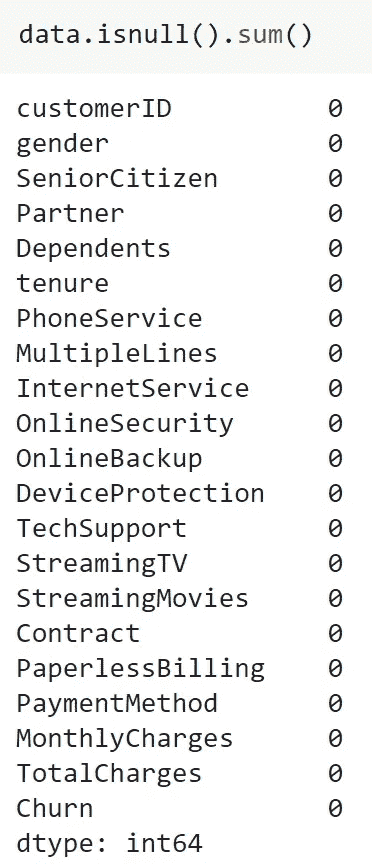 data.isnull().sum()
customerID 0
gender 0
SeniorCitizen 0
Partner 0
Dependents 0
tenure 0
PhoneService 0
MultipleLines 0
InternetService 0
OnlineSecurity 0
OnlineBackup 0
DeviceProtection 0
TechSupport 0
StreamingTV 0
StreamingMovies 0
Contract 0
PaperlessBilling 0
PaymentMethod 0
MonthlyCharges 0
TotalCharges 0
Churn 0
dtype: int64